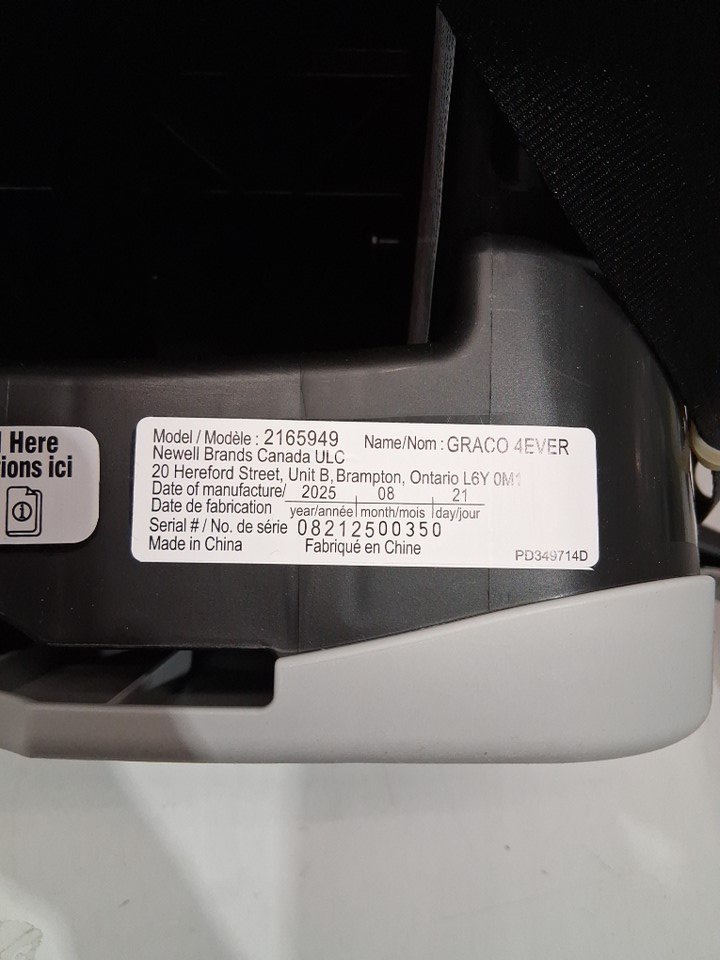 Here
ions ici
Model / Modèle : 2165949 Name/Nom : GRACO 4EVER
Newell Brands Canada ULC
20 Hereford Street, Unit B, Brampton, Ontario L6Y 0M1
Date of manufacture/ 2025 08 21
Date de fabrication year/année month/mois day/jour
Serial # / No. de série 08212500350
Made in China Fabriqué en Chine PD349714D